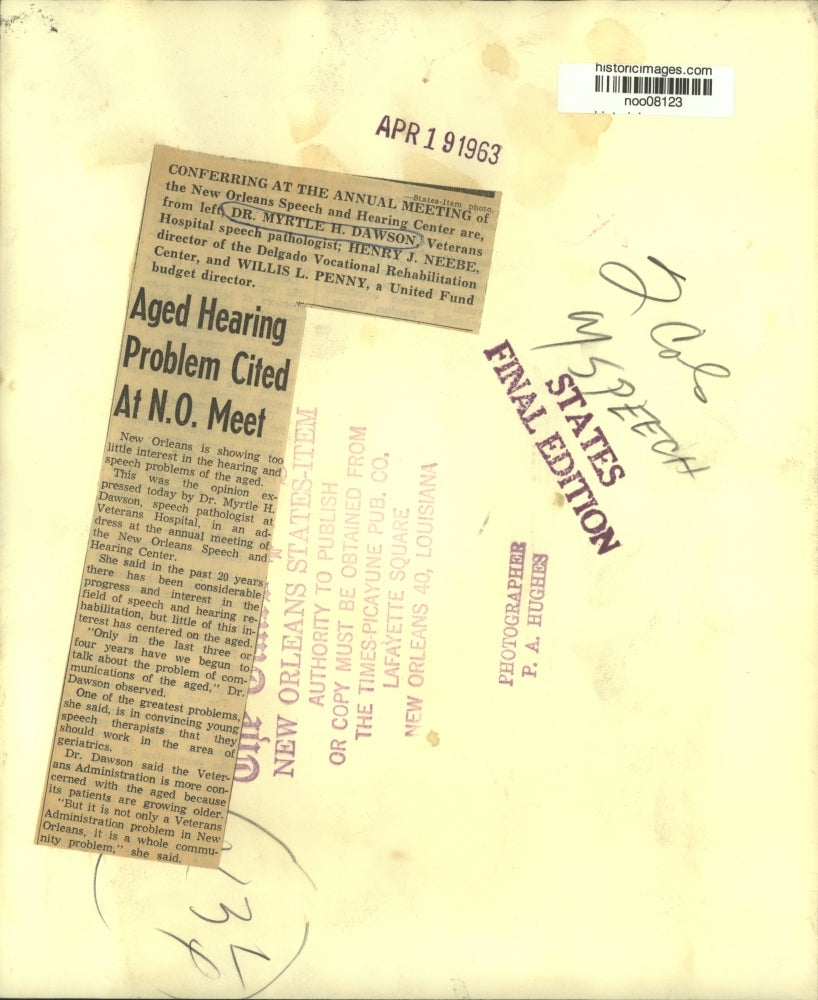 historicimages.com
noo08123
APR 19 1963
—States-Item photo.
CONFERRING AT THE ANNUAL MEETING of
the New Orleans Speech and Hearing Center are,
from left, DR. MYRTLE H. DAWSON, Veterans
Hospital speech pathologist; HENRY J. NEEBE,
director of the Delgado Vocational Rehabilitation
Center, and WILLIS L. PENNY, a United Fund
budget director.
Aged Hearing
Problem Cited
At N.O. Meet
New Orleans is showing too
little interest in the hearing and
speech problems of the aged.
This was the opinion ex-
pressed today by Dr. Myrtle H.
Dawson, speech pathologist at
Veterans Hospital, in an ad-
dress at the annual meeting of
the New Orleans Speech and
Hearing Center.
She said in the past 20 years
there has been considerable
progress and interest in the
field of speech and hearing re-
habilitation, but little of this in-
terest has centered on the aged.
"Only in the last three or
four years have we begun to
talk about the problem of com-
munications of the aged," Dr.
Dawson observed.
One of the greatest problems,
she said, is in convincing young
speech therapists that they
should work in the area of
geriatrics.
Dr. Dawson said the Veter-
ans Administration is more con-
cerned with the aged because
its patients are growing older.
"But it is not only a Veterans
Administration problem in New
Orleans, it is a whole commu-
nity problem," she said.
The
NEW ORLEANS STATES-ITEM
AUTHORITY TO PUBLISH
OR COPY MUST BE OBTAINED FROM
THE TIMES-PICAYUNE PUB. CO.
LAFAYETTE SQUARE
NEW ORLEANS 40, LOUISIANA
2 Cols
SPEECH
STATES
FINAL EDITION
PHOTOGRAPHER
P. A. HUGHES